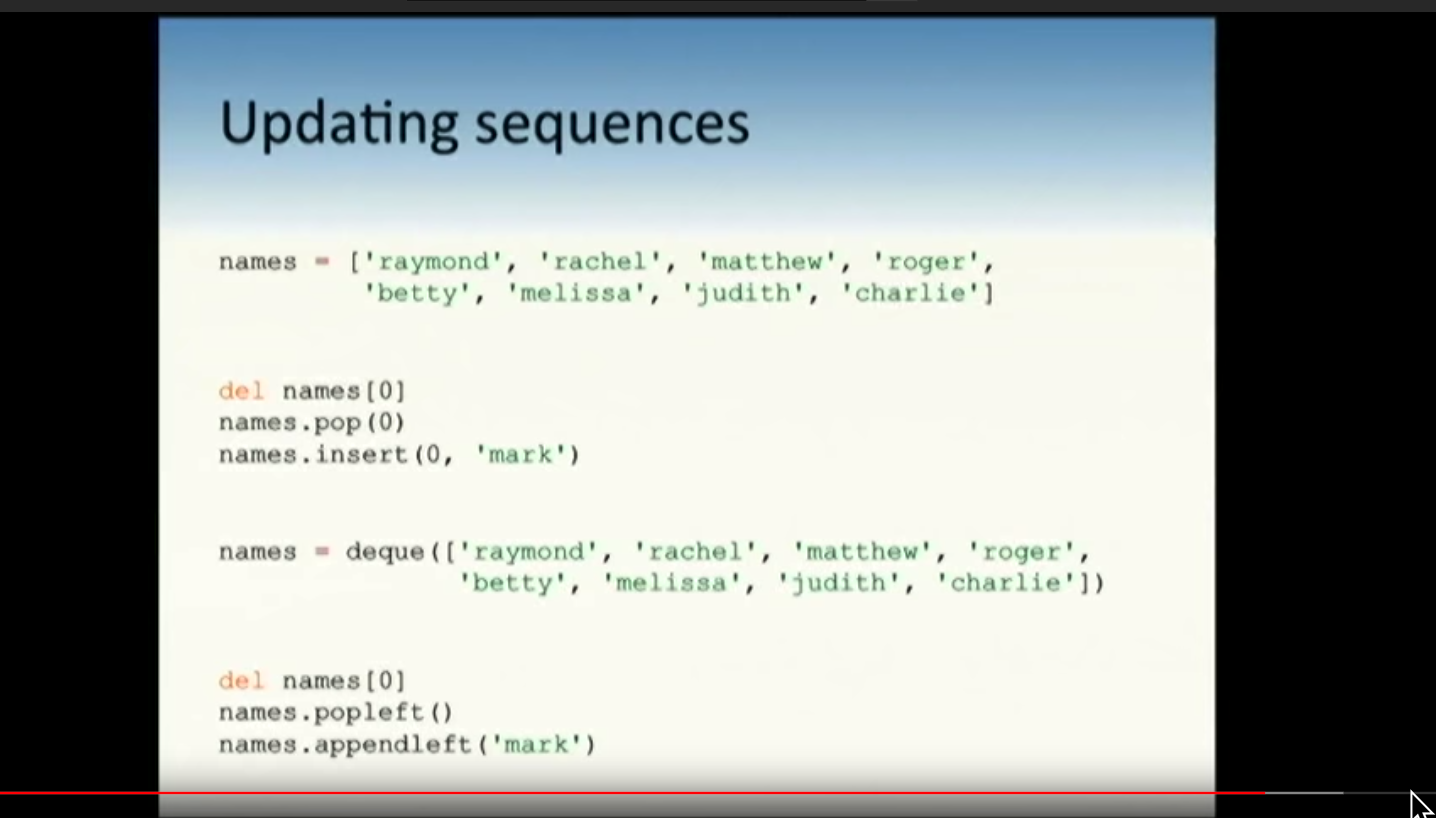 Updating sequences
names = ['raymond', 'rachel', 'matthew', 'roger',
'betty', 'melissa', 'judith', 'charlie']
del names[0]
names.pop(0)
names.insert(0, 'mark')
names = deque(['raymond', 'rachel', 'matthew', 'roger',
'betty', 'melissa', 'judith', 'charlie'])
del names[0]
names.popleft()
names.appendleft('mark')